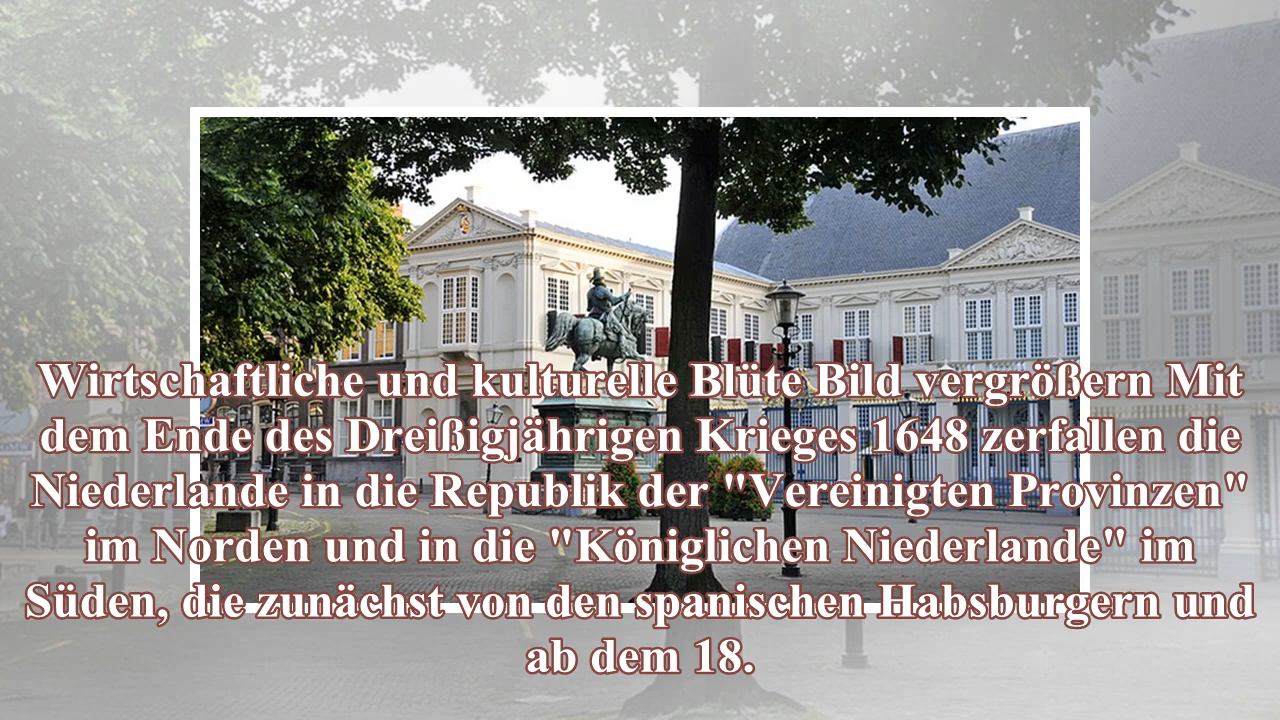 Wirtschaftliche und kulturelle Blüte Bild vergrößern Mit
dem Ende des Dreißigjährigen Krieges 1648 zerfallen die
Niederlande in die Republik der "Vereinigten Provinzen"
im Norden und in die "Königlichen Niederlande" im
Süden, die zunächst von den spanischen Habsburgern und
ab dem 18.